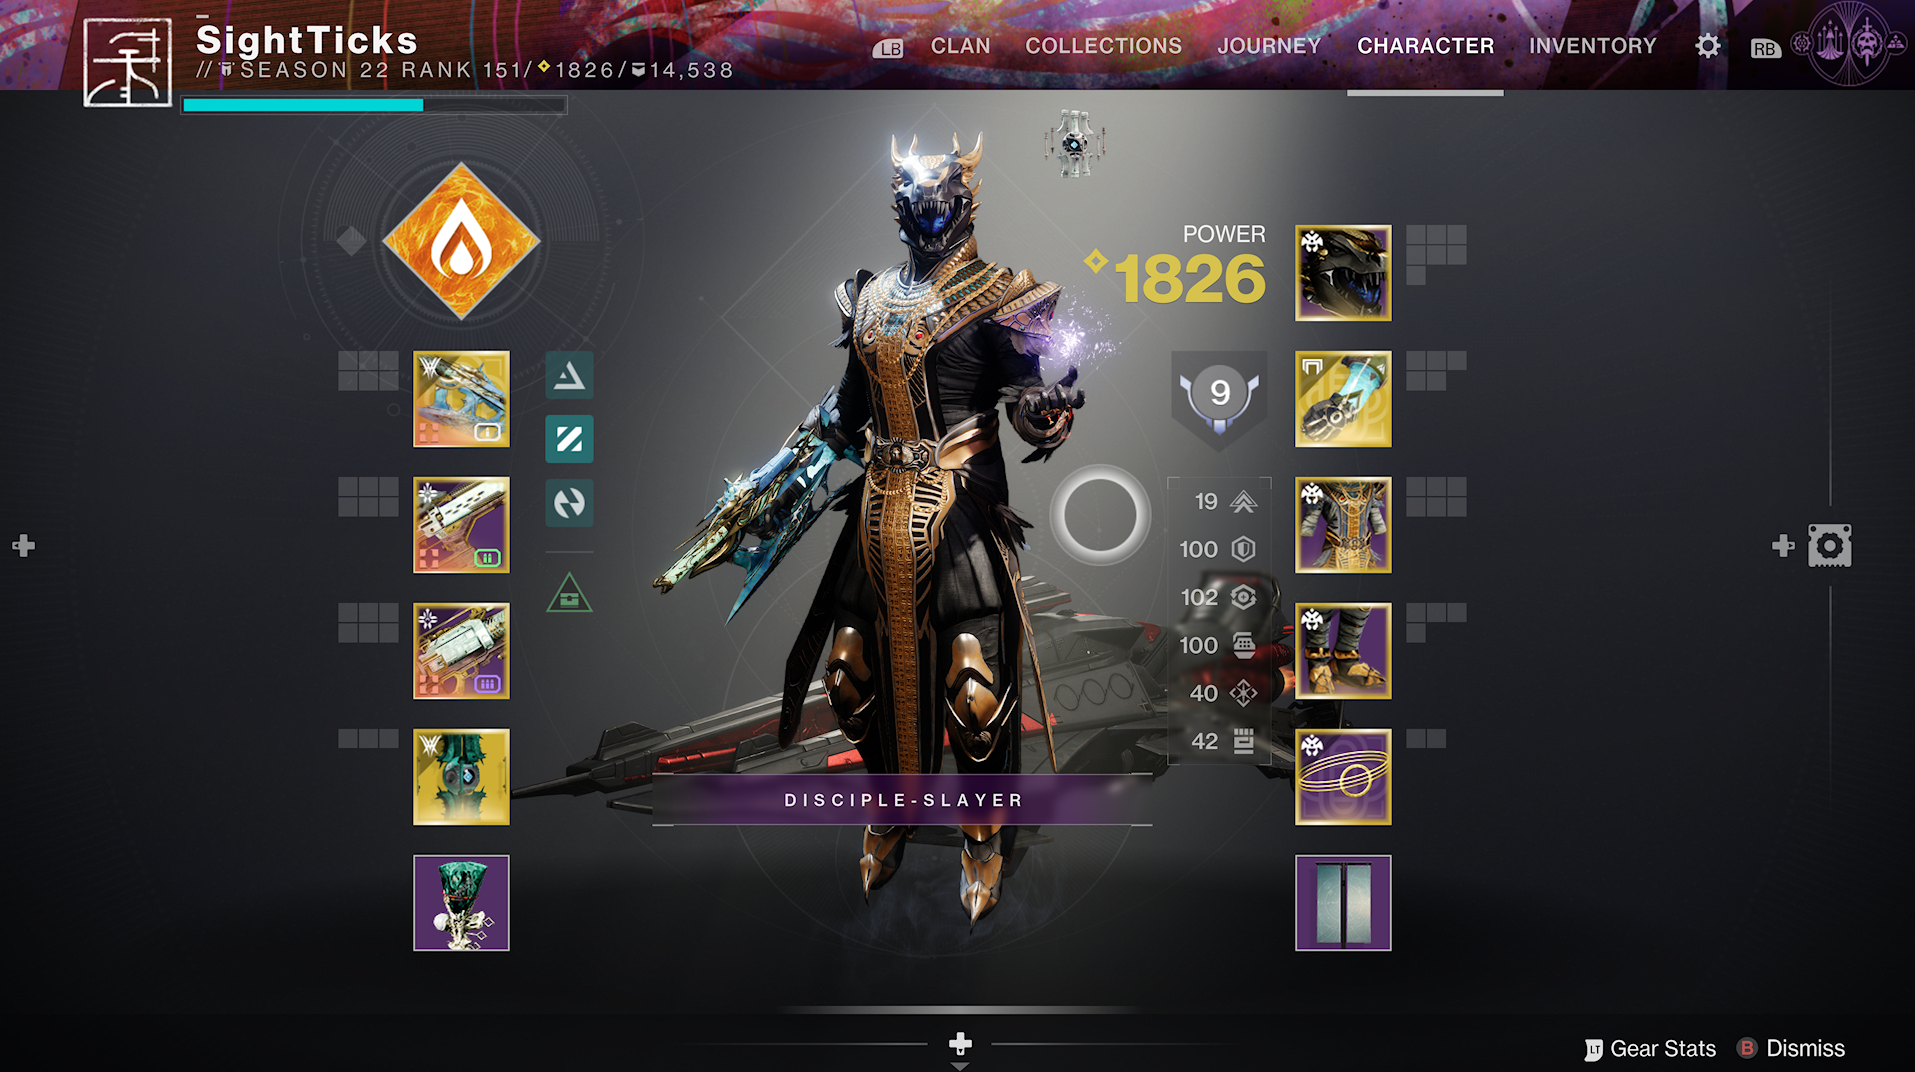 SightTicks
// SEASON 22 RANK 151/1826/14,538
LB CLAN COLLECTIONS JOURNEY CHARACTER INVENTORY RB
POWER
1826
9
19
100
102
100
40
42
DISCIPLE-SLAYER
LT Gear Stats B Dismiss